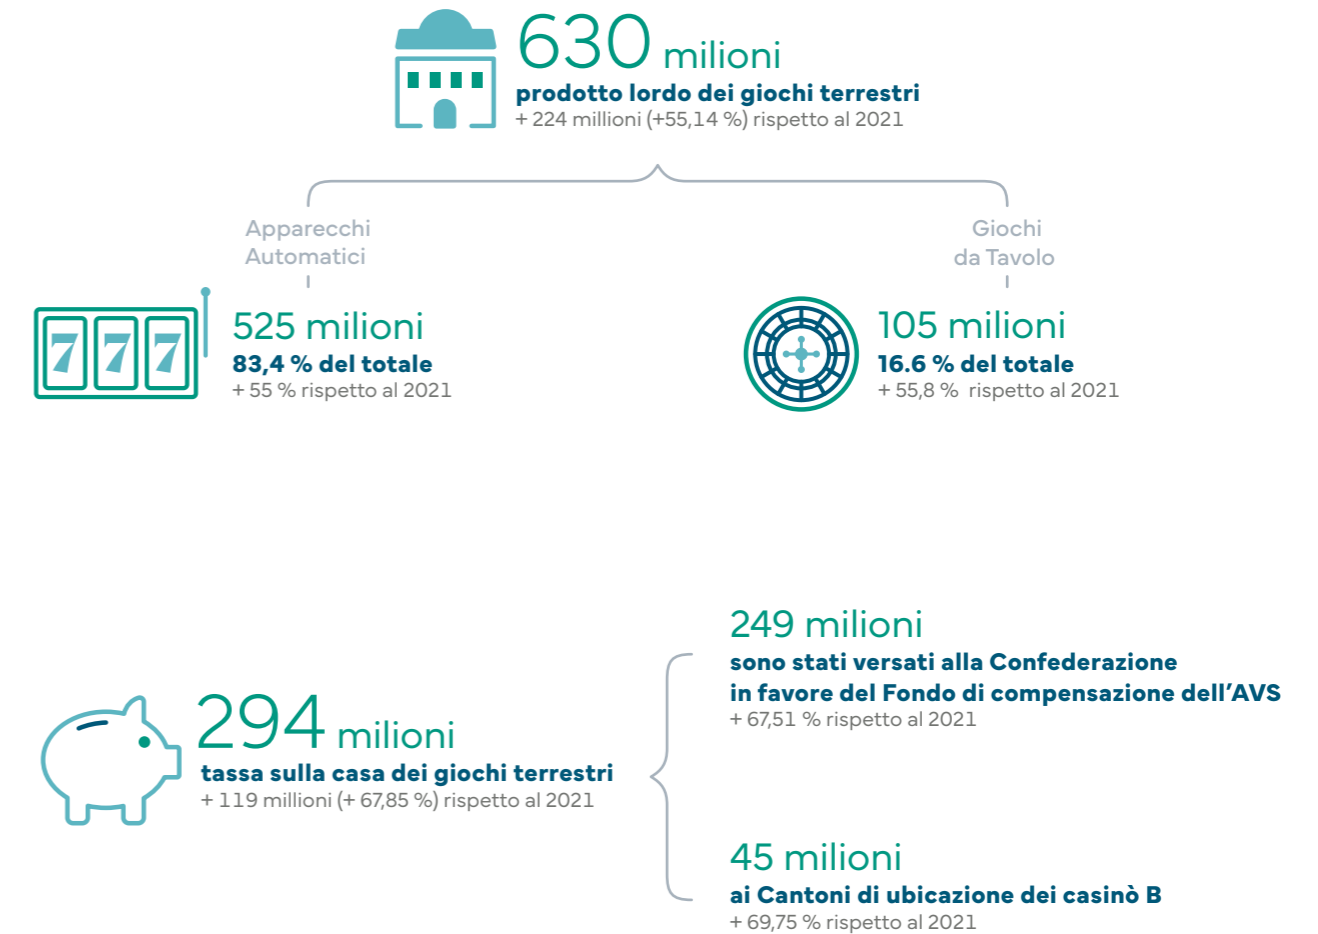 630 milioni
prodotto lordo dei giochi terrestri
+ 224 millioni (+55,14 %) rispetto al 2021
Apparecchi
Automatici
Giochi
da Tavolo
777
525 milioni
83,4 % del totale
+ 55 % rispetto al 2021
105 milioni
16.6 % del totale
+ 55,8 % rispetto al 2021
294 milioni
tassa sulla casa dei giochi terrestri
+ 119 millioni (+ 67,85 %) rispetto al 2021
249 milioni
sono stati versati alla Confederazione
in favore del Fondo di compensazione dell'AVS
+ 67,51 % rispetto al 2021
45 milioni
ai Cantoni di ubicazione dei casinò B
+ 69,75 % rispetto al 2021